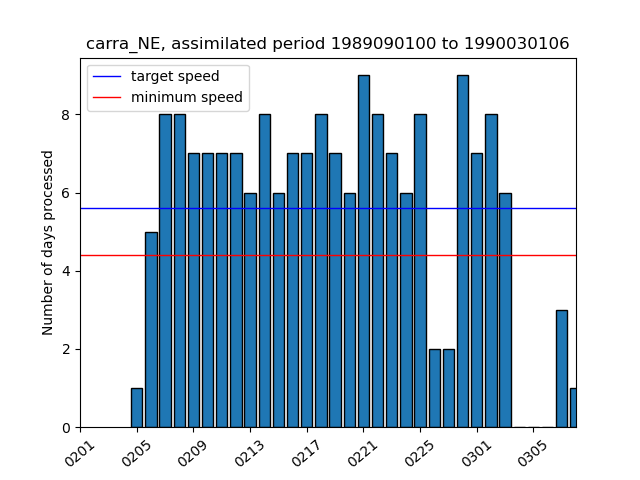 carra_NE, assimilated period 1989090100 to 1990030106
target speed
minimum speed
Number of days processed
8
6
4
2
0
0201 0205 0209 0213 0217 0221 0225 0301 0305